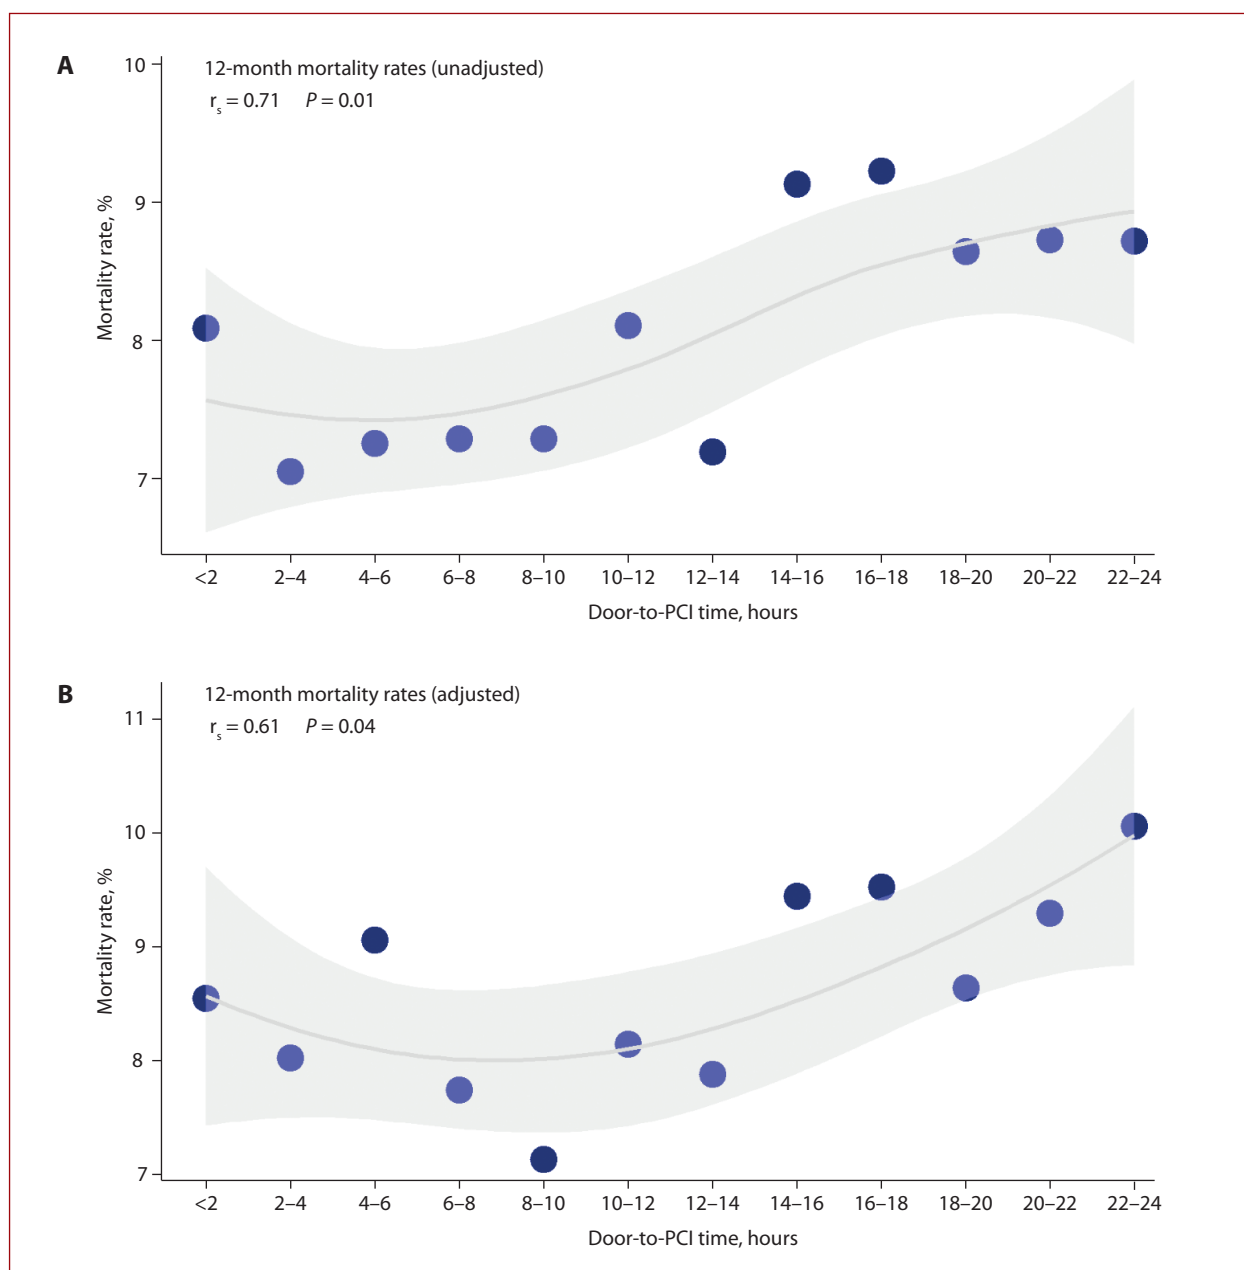 A
12-month mortality rates (unadjusted)
rs = 0.71 P = 0.01
10
9
8
7
Mortality rate, %
<2 2–4 4–6 6–8 8–10 10–12 12–14 14–16 16–18 18–20 20–22 22–24
Door-to-PCI time, hours
B
12-month mortality rates (adjusted)
rs = 0.61 P = 0.04
11
10
9
8
7
Mortality rate, %
<2 2–4 4–6 6–8 8–10 10–12 12–14 14–16 16–18 18–20 20–22 22–24
Door-to-PCI time, hours